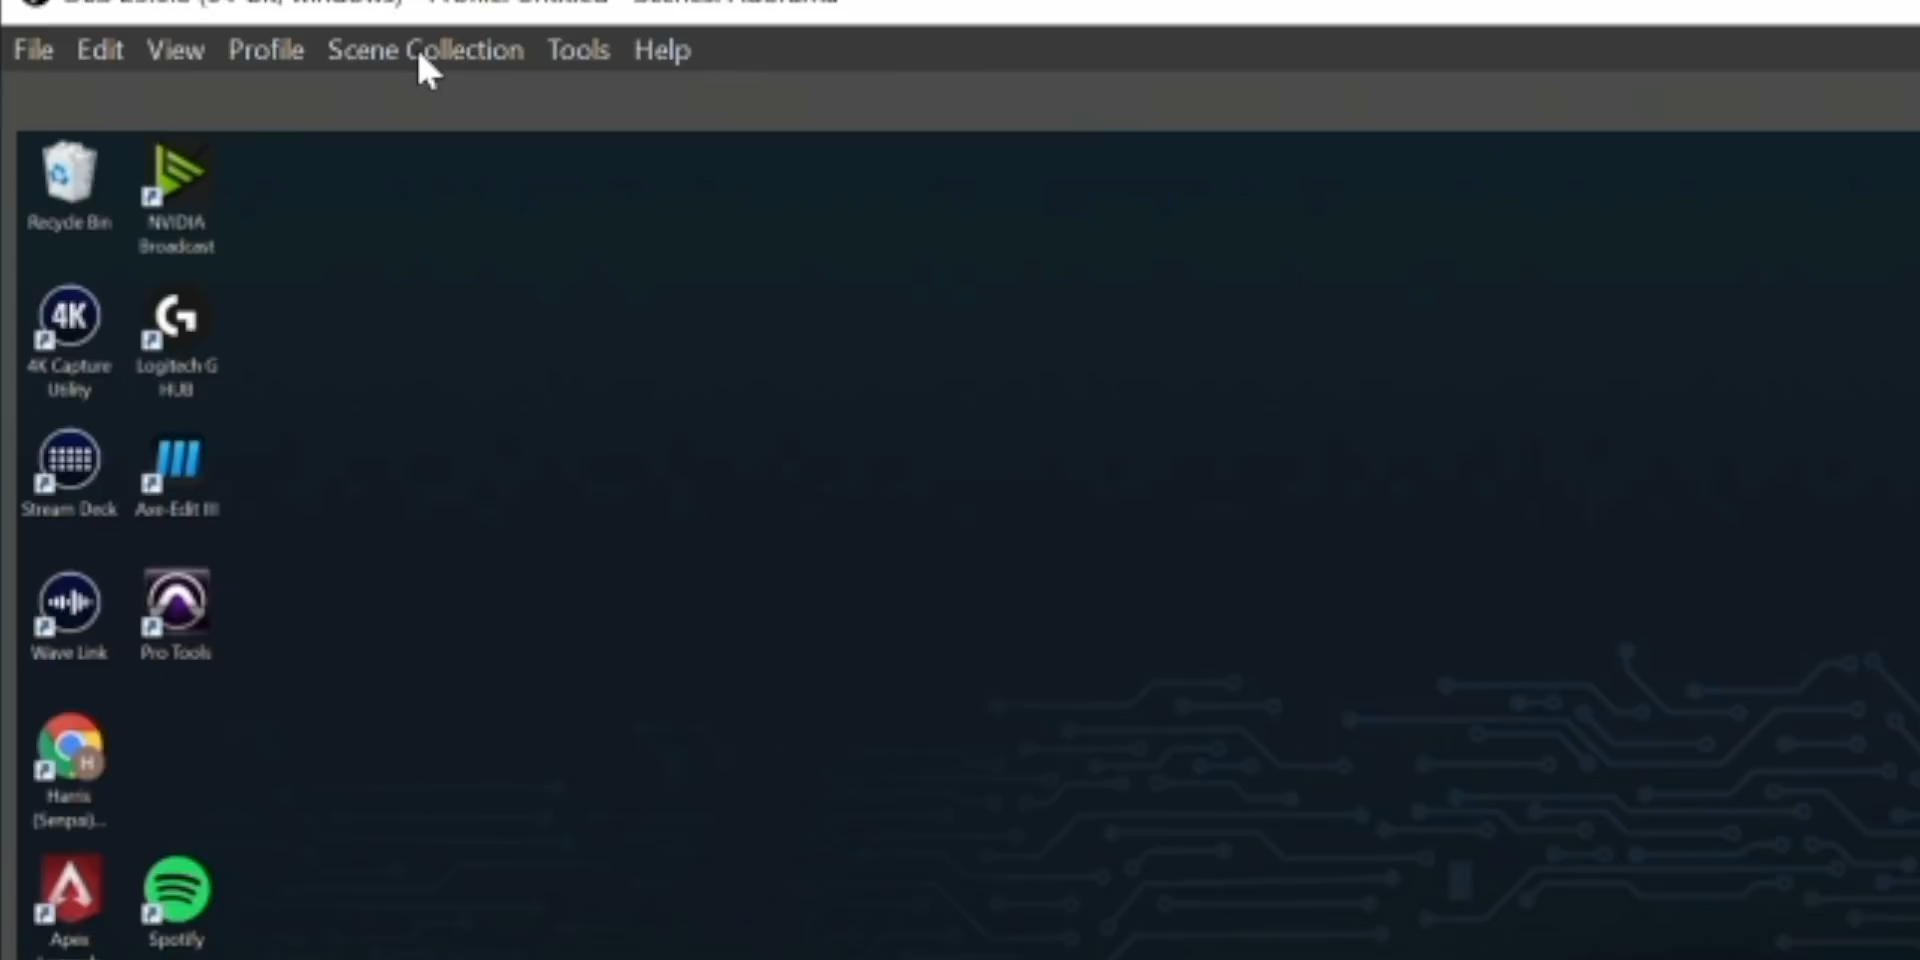 File Edit View Profile Scene Collection Tools Help
Recycle Bin
NVIDIA
Broadcast
4K
4K Capture
Utility
Logitech G
HUB
Stream Deck
Axe-Edit III
Wave Link
Pro Tools
H
Harris
(Senpai)...
Apex
Spotify